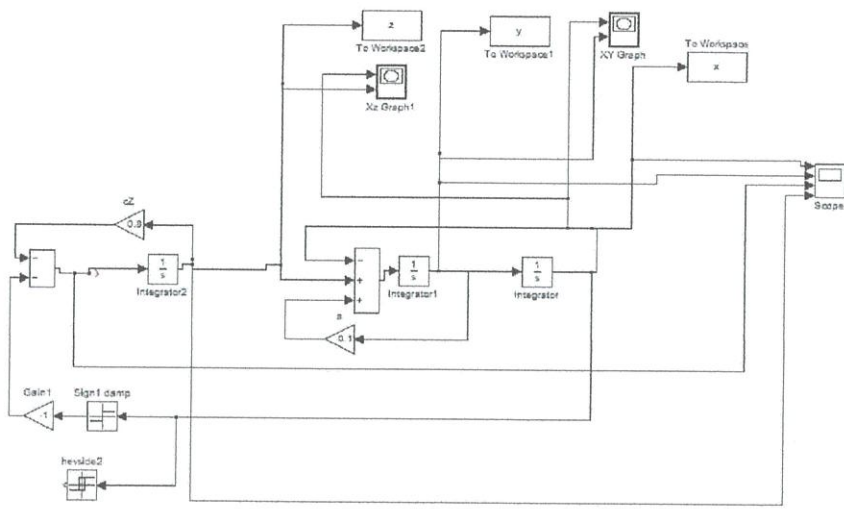 z
To Workspace2
y
To Workspace1
XY Graph
To Workspace
x
Xz Graph1
Scope
cZ
0.8
1
s
Integrator2
1
s
Integrator1
1
s
Integrator
a
0.1
Gain1
-1
Sign1 damp
hevside2